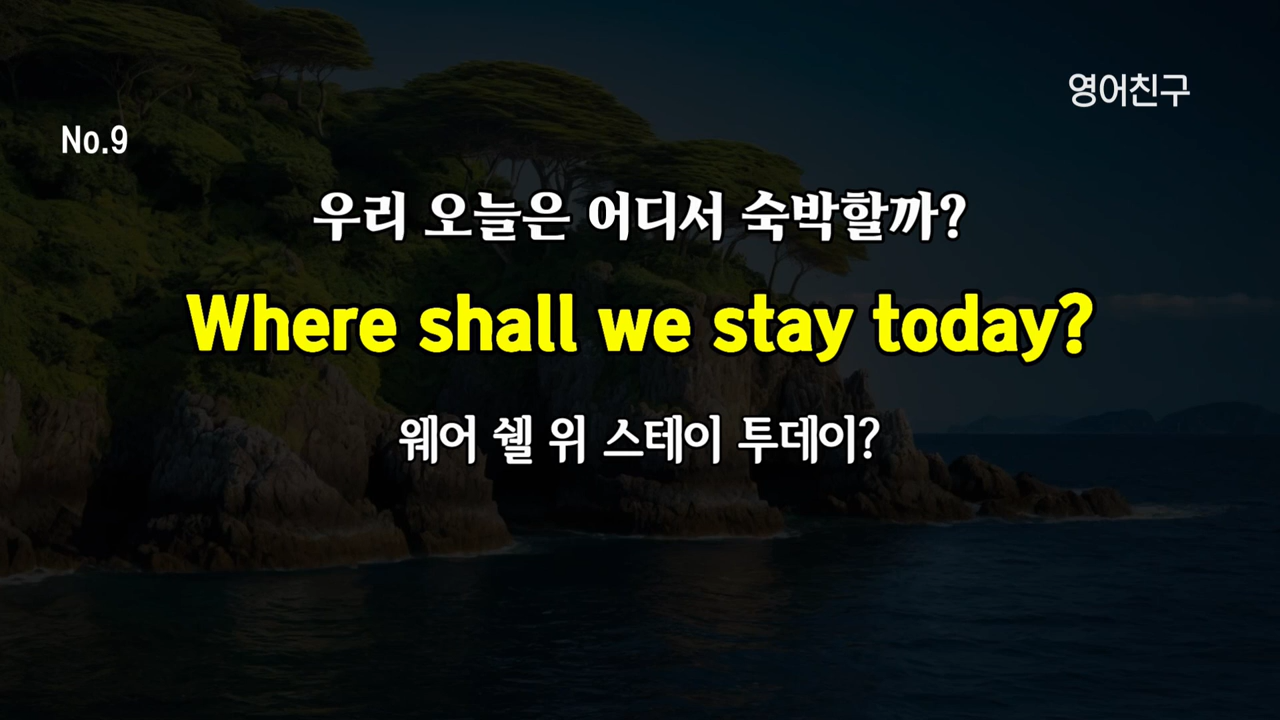 영어친구
No.9
우리 오늘은 어디서 숙박할까?
Where shall we stay today?
웨어 쉘 위 스테이 투데이?